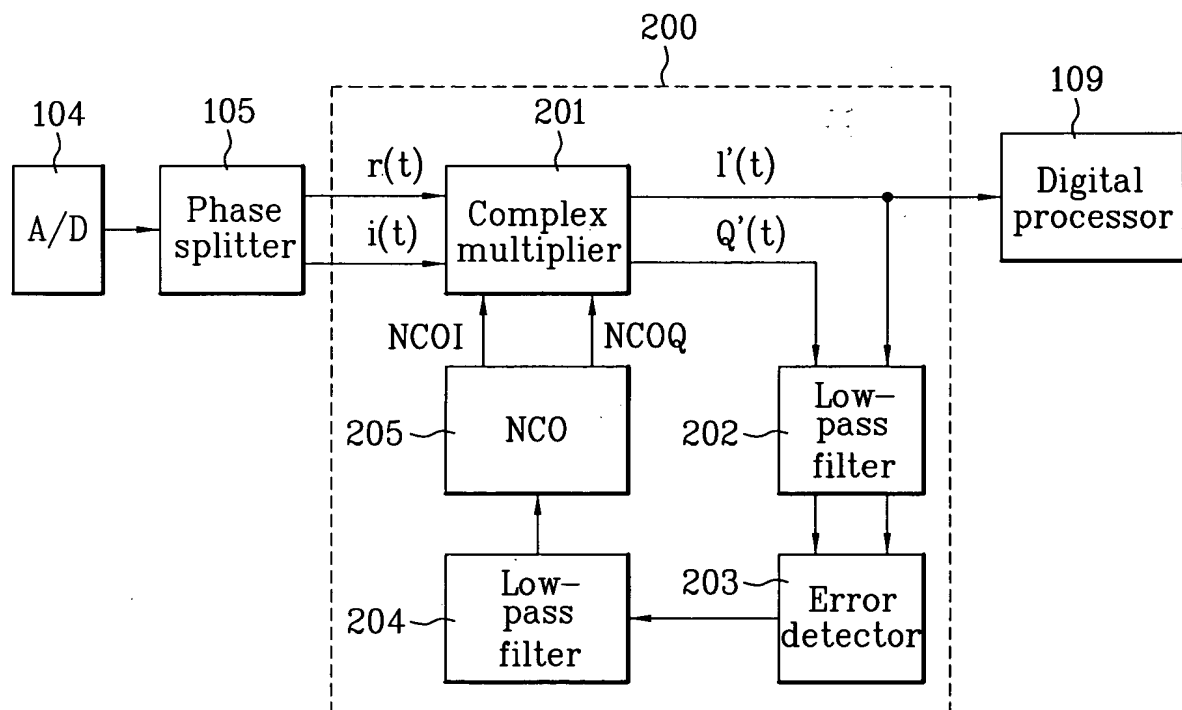 200
104
105
201
109
A/D
Phase
splitter
r(t)
i(t)
Complex
multiplier
I'(t)
Q'(t)
Digital
processor
NCOI
NCOQ
205
NCO
202
Low-
pass
filter
204
Low-
pass
filter
203
Error
detector